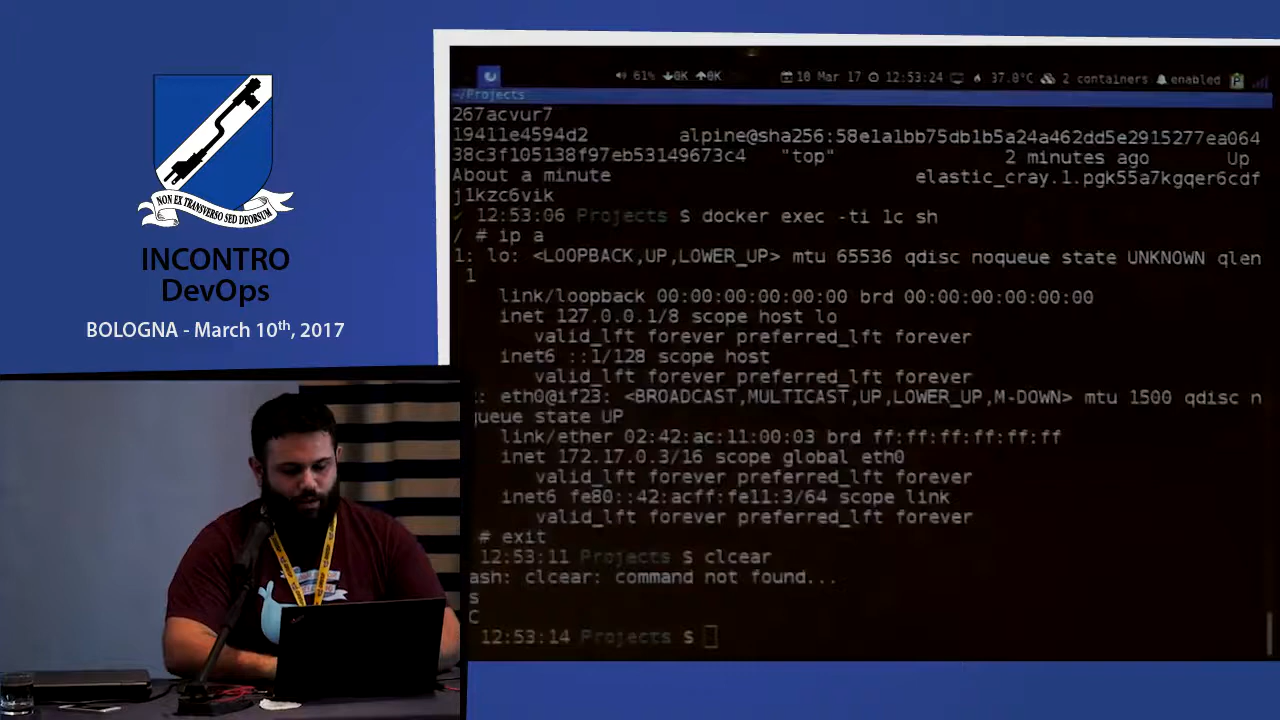 NON EX TRANSVERSO SED DEORSUM
INCONTRO
DevOps
BOLOGNA - March 10th, 2017
61% 0K 0K 10 Mar 17 12:53:24 37.0°C 2 containers enabled
~/Projects
267acvur7
19411e4594d2 alpine@sha256:58e1a1bb75db1b5a24a462dd5e2915277ea064
38c3f105138f97eb53149673c4 "top" 2 minutes ago Up
About a minute elastic_cray.1.pgk55a7kgqer6cdf
j1kzc6vik
12:53:06 Projects $ docker exec -ti 1c sh
/ # ip a
1: lo: <LOOPBACK,UP,LOWER_UP> mtu 65536 qdisc noqueue state UNKNOWN qlen
1
link/loopback 00:00:00:00:00:00 brd 00:00:00:00:00:00
inet 127.0.0.1/8 scope host lo
valid_lft forever preferred_lft forever
inet6 ::1/128 scope host
valid_lft forever preferred_lft forever
: eth0@if23: <BROADCAST,MULTICAST,UP,LOWER_UP,M-DOWN> mtu 1500 qdisc n
queue state UP
link/ether 02:42:ac:11:00:03 brd ff:ff:ff:ff:ff:ff
inet 172.17.0.3/16 scope global eth0
valid_lft forever preferred_lft forever
inet6 fe80::42:acff:fe11:3/64 scope link
valid_lft forever preferred_lft forever
# exit
12:53:11 Projects $ clcear
ash: clcear: command not found...
s
C
12:53:14 Projects $